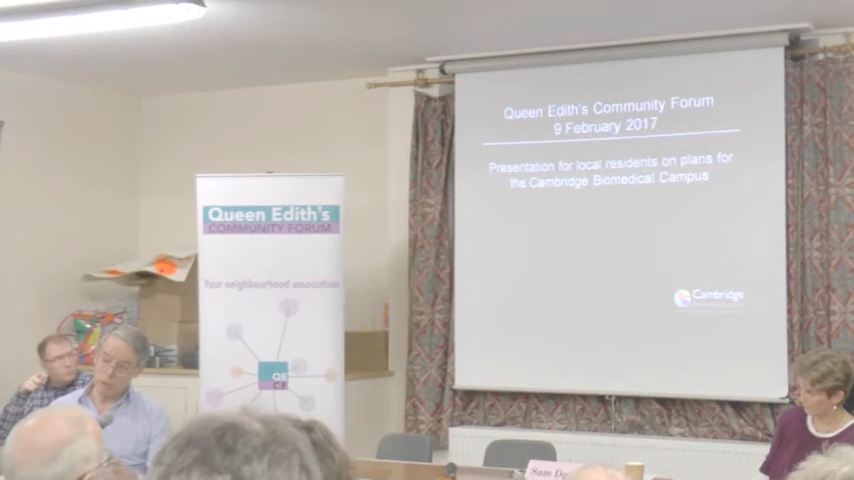 Queen Edith's Community Forum
9 February 2017
Presentation for local residents on plans for
the Cambridge Biomedical Campus
Cambridge
Queen Edith's
COMMUNITY FORUM
Your neighbourhood association
QE
CF
Sam